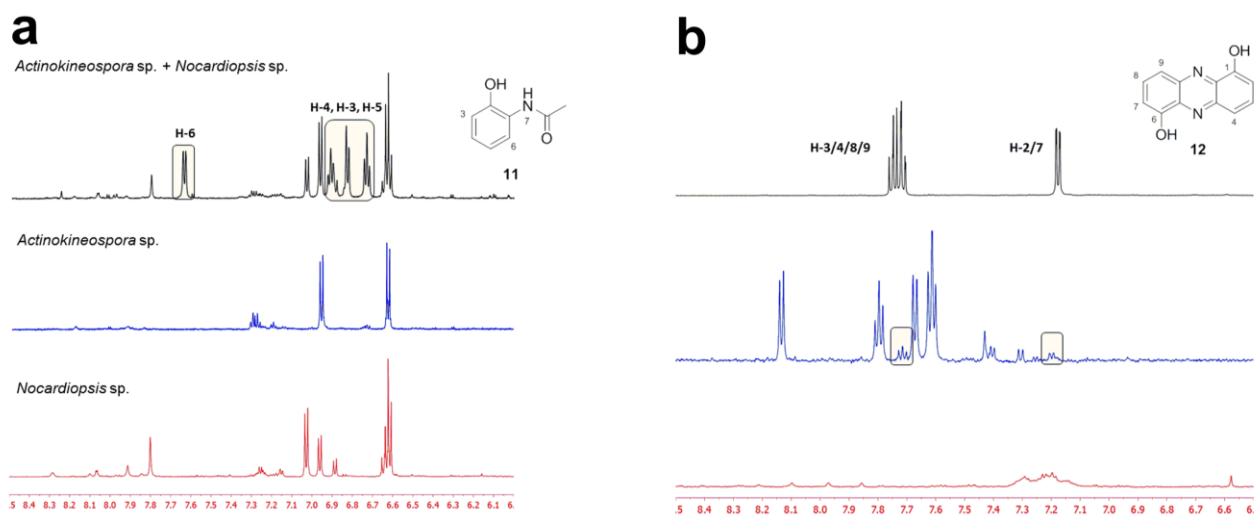 a
Actinokineospora sp. + Nocardiopsis sp.
H-6
H-4, H-3, H-5
OH
H
N
7
3
6
O
11
Actinokineospora sp.
Nocardiopsis sp.
8.5 8.4 8.3 8.2 8.1 8.0 7.9 7.8 7.7 7.6 7.5 7.4 7.3 7.2 7.1 7.0 6.9 6.8 6.7 6.6 6.5 6.4 6.3 6.2 6.1 6.
b
OH
9
1
8
N
7
N
6
4
OH
12
H-3/4/8/9
H-2/7
.5 8.4 8.3 8.2 8.1 8.0 7.9 7.8 7.7 7.6 7.5 7.4 7.3 7.2 7.1 7.0 6.9 6.8 6.7 6.6 6.